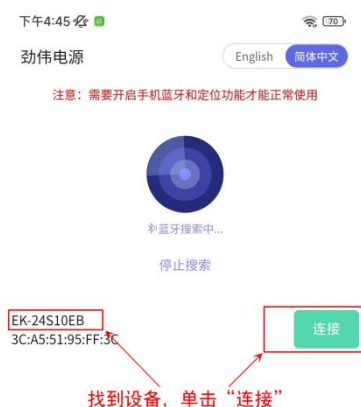 下午4:45
70
劲伟电源
English 简体中文
注意：需要开启手机蓝牙和定位功能才能正常使用
蓝牙搜索中...
停止搜索
EK-24S10EB
3C:A5:51:95:FF:3C
连接
找到设备，单击“连接”